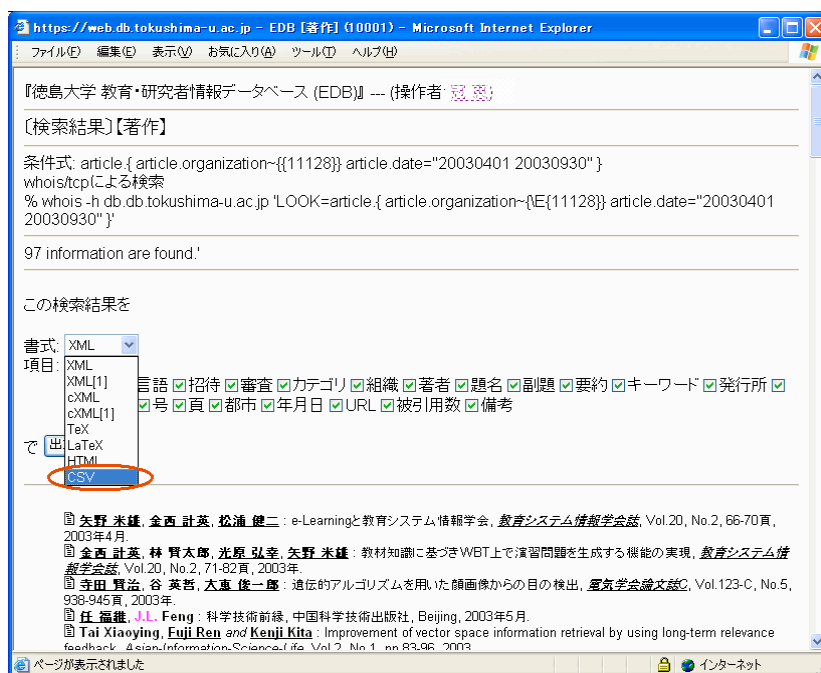 https://web.db.tokushima-u.ac.jp - EDB [著作] (10001) - Microsoft Internet Explorer
ファイル(F) 編集(E) 表示(V) お気に入り(A) ツール(T) ヘルプ(H)
『徳島大学 教育・研究者情報データベース (EDB)』 --- (操作者:
〔検索結果〕【著作】
条件式: article.{ article.organization~{{11128}} article.date="20030401 20030930" }
whois/tcpによる検索
% whois -h db.db.tokushima-u.ac.jp 'LOOK=article.{ article.organization~{\E{11128}} article.date="20030401
20030930" }'
97 information are found.'
この検索結果を
書式: XML
項目: XML
XML[1]
言語 招待 審査 カテゴリ 組織 著者 題名 副題 要約 キーワード 発行所
cXML
号 頁 都市 年月日 URL 被引用数 備考
cXML[1]
TeX
で 出 LaTeX
HTML
CSV
矢野 米雄, 金西 計英, 松浦 健二 : e-Learningと教育システム情報学会, 教育システム情報学会誌, Vol.20, No.2, 66-70頁,
2003年4月.
金西 計英, 林 賢太郎, 光原 弘幸, 矢野 米雄 : 教材知識に基づきWBT上で演習問題を生成する機能の実現, 教育システム情
報学会誌, Vol.20, No.2, 71-82頁, 2003年.
寺田 賢治, 谷 英哲, 大恵 俊一郎 : 遺伝的アルゴリズムを用いた顔画像からの目の検出, 電気学会論文誌C, Vol.123-C, No.5,
938-945頁, 2003年.
任 福継, J.L. Feng : 科学技術前縁, 中国科学技術出版社, Beijing, 2003年5月.
Tai Xiaoying, Fuji Ren and Kenji Kita : Improvement of vector space information retrieval by using long-term relevance
feedback, Asian-Information-Science-Life, Vol.2, No.1, pp.83-96, 2003.
ページが表示されました インターネット